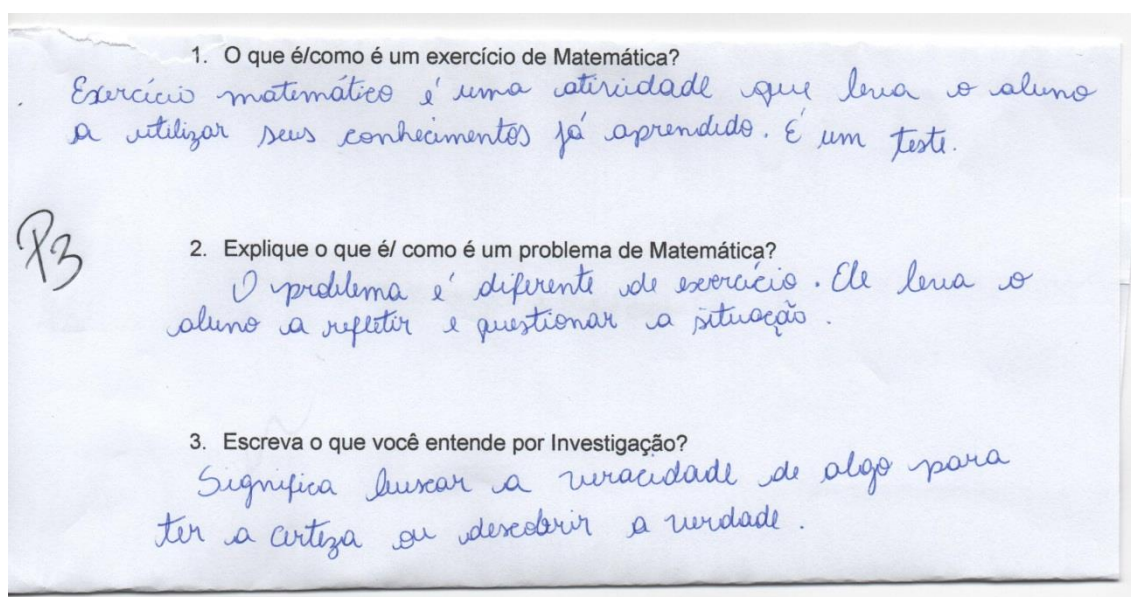 1. O que é/como é um exercício de Matemática?
Exercício matemático é uma atividade que leva o aluno
a utilizar seus conhecimentos já aprendido. É um teste.
P3
2. Explique o que é/ como é um problema de Matemática?
O problema é diferente de exercício. Ele leva o
aluno a refletir e questionar a situação.
3. Escreva o que você entende por Investigação?
Significa buscar a veracidade de algo para
ter a certeza ou descobrir a verdade.